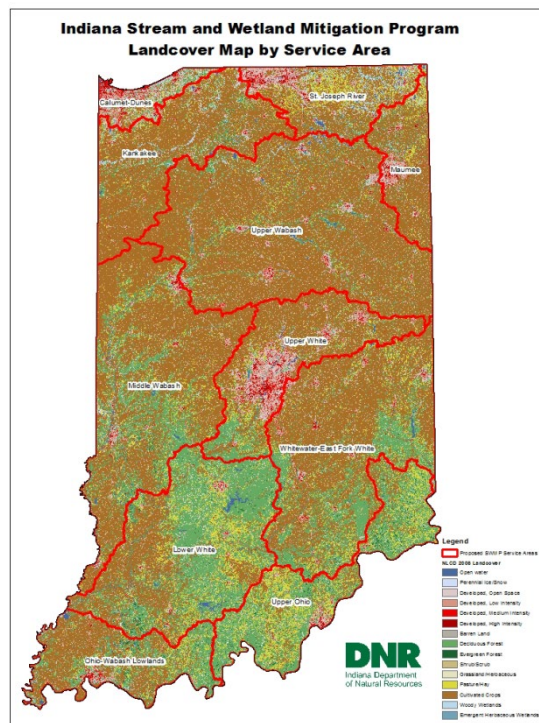 Indiana Stream and Wetland Mitigation Program
Landcover Map by Service Area
Calumet-Dunes
St. Joseph River
Kankakee
Maumee
Upper Wabash
Upper White
Middle Wabash
Whitewater-East Fork White
Lower White
Upper Ohio
Ohio-Wabash Lowlands
Legend
Proposed SWMP Service Areas
NLCD 2006 Landcover
Open water
Perennial Ice/Snow
Developed, Open Space
Developed, Low Intensity
Developed, Medium Intensity
Developed, High Intensity
Barren Land
Deciduous Forest
Evergreen Forest
Shrub/Scrub
Grassland/Herbaceous
Pasture/Hay
Cultivated Crops
Woody Wetlands
Emergent Herbaceous Wetlands
DNR
Indiana Department
of Natural Resources